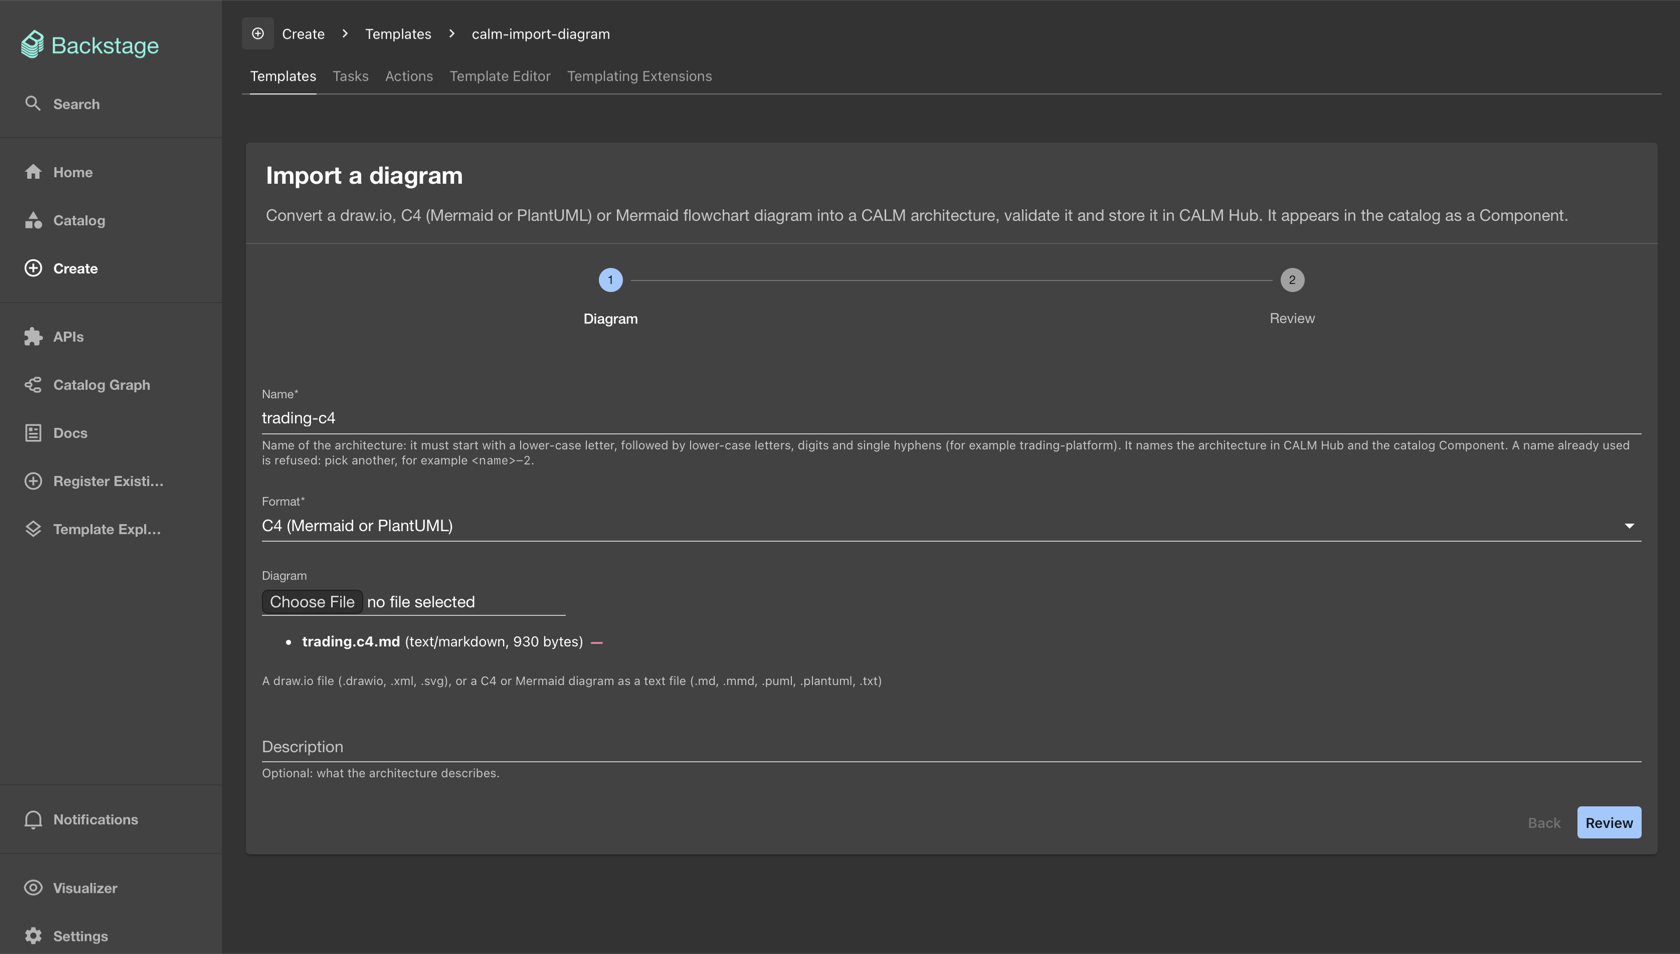 Backstage
Search
Home
Catalog
Create
APIs
Catalog Graph
Docs
Register Existi...
Template Expl...
Notifications
Visualizer
Settings
Create > Templates > calm-import-diagram
Templates Tasks Actions Template Editor Templating Extensions
Import a diagram
Convert a draw.io, C4 (Mermaid or PlantUML) or Mermaid flowchart diagram into a CALM architecture, validate it and store it in CALM Hub. It appears in the catalog as a Component.
1 2
Diagram Review
Name*
trading-c4
Name of the architecture: it must start with a lower-case letter, followed by lower-case letters, digits and single hyphens (for example trading-platform). It names the architecture in CALM Hub and the catalog Component. A name already used
is refused: pick another, for example <name>-2.
Format*
C4 (Mermaid or PlantUML)
Diagram
Choose File no file selected
• trading.c4.md (text/markdown, 930 bytes) —
A draw.io file (.drawio, .xml, .svg), or a C4 or Mermaid diagram as a text file (.md, .mmd, .puml, .plantuml, .txt)
Description
Optional: what the architecture describes.
Back Review